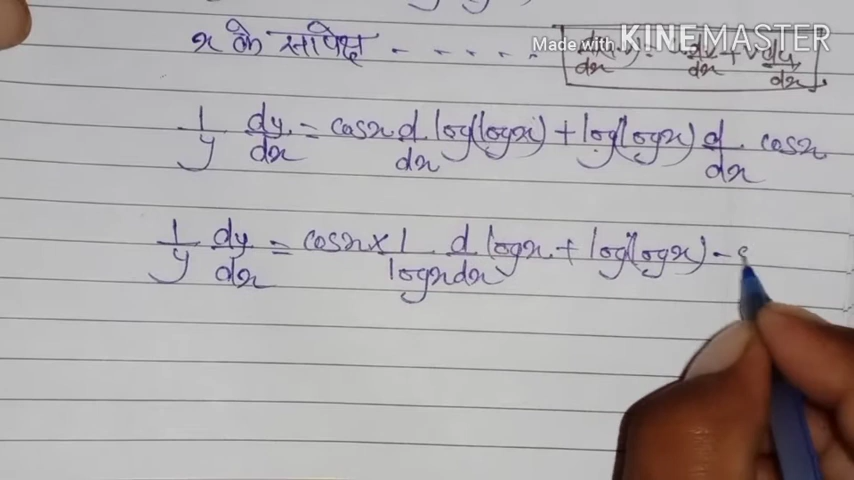 x के सापेक्ष - - - - - -
Made with KINEMASTER
1/y dy/dx = cosx d/dx log(logx) + log(logx) d/dx cosx
1/y dy/dx = cosx × 1/logx d/dx logx + log(logx) - s